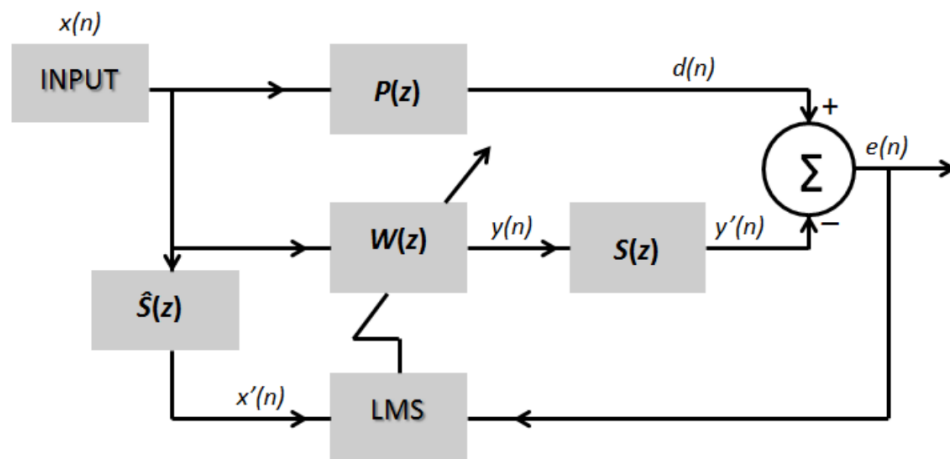 x(n)
INPUT
P(z)
d(n)
+
Σ
e(n)
W(z)
y(n)
S(z)
y’(n)
−
Ŝ(z)
x’(n)
LMS